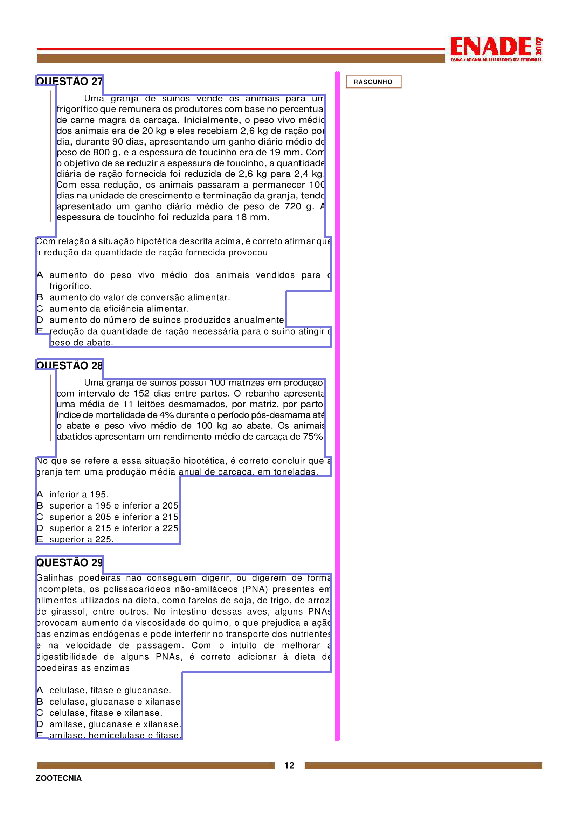 ENADE 2007
EXAME NACIONAL DE DESEMPENHO DOS ESTUDANTES
QUESTÃO 27
RASCUNHO
Uma granja de suínos vende os animais para um
frigorífico que remunera os produtores com base no percentual
de carne magra da carcaça. Inicialmente, o peso vivo médio
dos animais era de 20 kg e eles recebiam 2,6 kg de ração por
dia, durante 90 dias, apresentando um ganho diário médio de
peso de 800 g, e a espessura de toucinho era de 19 mm. Com
o objetivo de se reduzir a espessura de toucinho, a quantidade
diária de ração fornecida foi reduzida de 2,6 kg para 2,4 kg.
Com essa redução, os animais passaram a permanecer 100
dias na unidade de crescimento e terminação da granja, tendo
apresentado um ganho diário médio de peso de 720 g. A
espessura de toucinho foi reduzida para 18 mm.
Com relação à situação hipotética descrita acima, é correto afirmar que
a redução da quantidade de ração fornecida provocou
A aumento do peso vivo médio dos animais vendidos para o
frigorífico.
B aumento do valor de conversão alimentar.
C aumento da eficiência alimentar.
D aumento do número de suínos produzidos anualmente.
E redução da quantidade de ração necessária para o suíno atingir o
peso de abate.
QUESTÃO 28
Uma granja de suínos possui 100 matrizes em produção,
com intervalo de 152 dias entre partos. O rebanho apresenta
uma média de 11 leitões desmamados, por matriz, por parto,
índice de mortalidade de 4% durante o período pós-desmama até
o abate e peso vivo médio de 100 kg ao abate. Os animais
abatidos apresentam um rendimento médio de carcaça de 75%.
No que se refere a essa situação hipotética, é correto concluir que a
granja tem uma produção média anual de carcaça, em toneladas,
A inferior a 195.
B superior a 195 e inferior a 205.
C superior a 205 e inferior a 215.
D superior a 215 e inferior a 225.
E superior a 225.
QUESTÃO 29
Galinhas poedeiras não conseguem digerir, ou digerem de forma
incompleta, os polissacarídeos não-amiláceos (PNA) presentes em
alimentos utilizados na dieta, como farelos de soja, de trigo, de arroz,
de girassol, entre outros. No intestino dessas aves, alguns PNAs
provocam aumento da viscosidade do quimo, o que prejudica a ação
das enzimas endógenas e pode interferir no transporte dos nutrientes
e na velocidade de passagem. Com o intuito de melhorar a
digestibilidade de alguns PNAs, é correto adicionar à dieta de
poedeiras as enzimas
A celulase, fitase e glucanase.
B celulase, glucanase e xilanase.
C celulase, fitase e xilanase.
D amilase, glucanase e xilanase.
E amilase, hemicelulase e fitase.
12
ZOOTECNIA